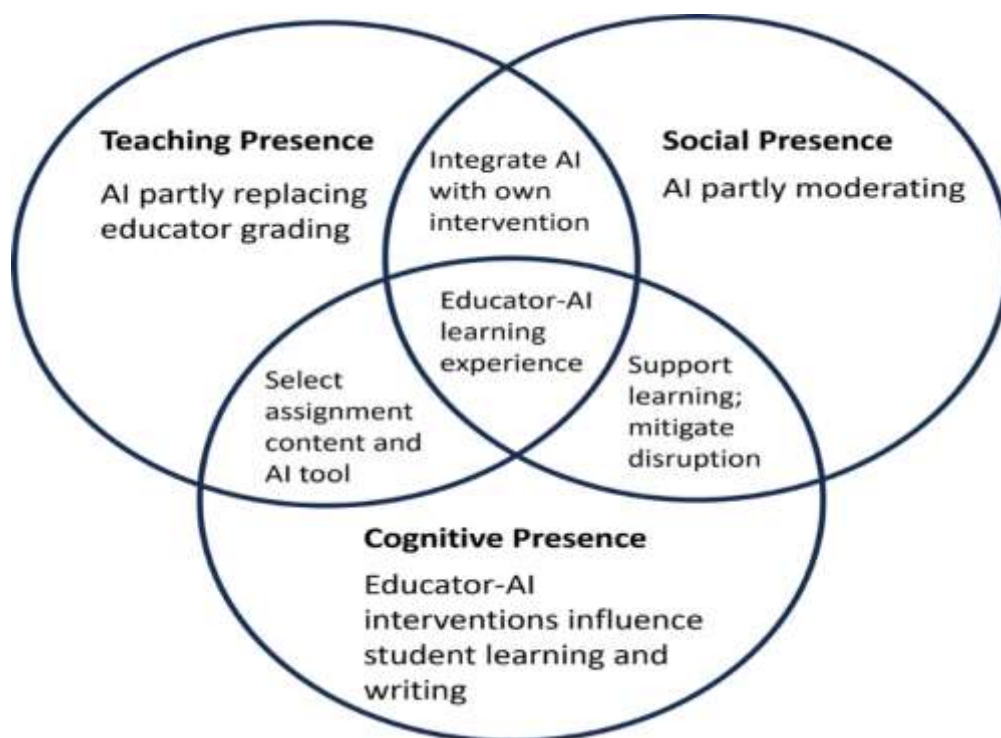 Teaching Presence
AI partly replacing
educator grading
Integrate AI
with own
intervention
Social Presence
AI partly moderating
Educator-AI
learning
experience
Select
assignment
content and
AI tool
Support
learning;
mitigate
disruption
Cognitive Presence
Educator-AI
interventions influence
student learning and
writing